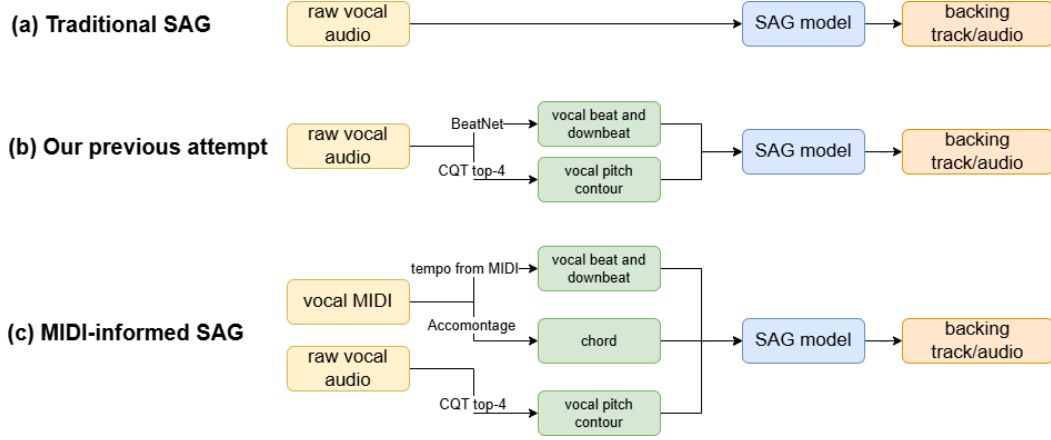 (a) Traditional SAG
raw vocal
audio
SAG model
backing
track/audio
(b) Our previous attempt
raw vocal
audio
BeatNet
CQT top-4
vocal beat and
downbeat
vocal pitch
contour
SAG model
backing
track/audio
(c) MIDI-informed SAG
vocal MIDI
raw vocal
audio
tempo from MIDI
Accomontage
CQT top-4
vocal beat and
downbeat
chord
vocal pitch
contour
SAG model
backing
track/audio